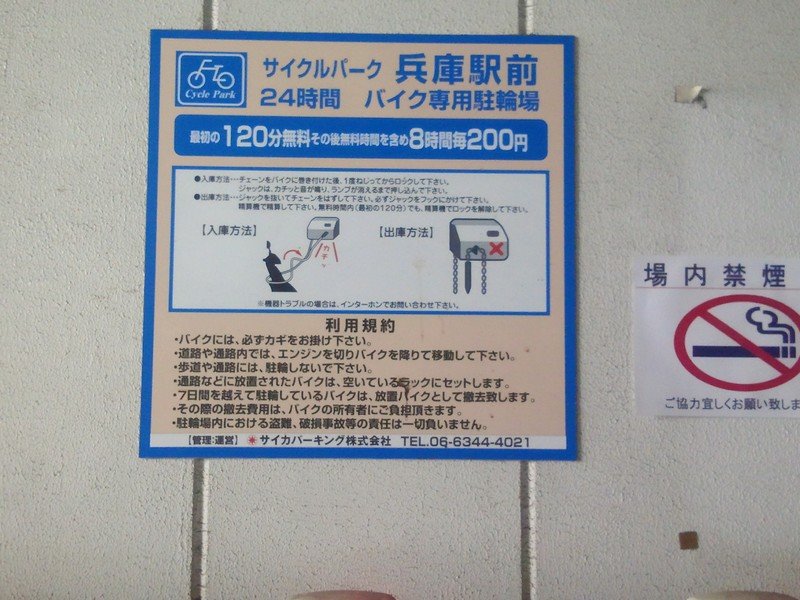 Cycle Park
サイクルパーク 兵庫駅前
24時間 バイク専用駐輪場
最初の120分無料その後無料時間を含め8時間毎200円
●入庫方法…チェーンをバイクに巻き付けた後、1度ねじってからロックして下さい。
ジャックは、カチッと音が鳴り、ランプが消えるまで押し込んで下さい。
●出庫方法…ジャックを抜いてチェーンをはずして下さい。必ずジャックをフックにかけて下さい。
精算機で精算して下さい。無料時間内(最初の120分)でも、精算機でロックを解除して下さい。
【入庫方法】
カチッ
【出庫方法】
※機器トラブルの場合は、インターホンでお問い合わせ下さい。
利用規約
・バイクには、必ずカギをお掛け下さい。
・道路や通路内では、エンジンを切りバイクを降りて移動して下さい。
・歩道や通路には、駐輪しないで下さい。
・通路などに放置されたバイクは、空いているラックにセットします。
・7日間を越えて駐輪しているバイクは、放置バイクとして撤去致します。
・その際の撤去費用は、バイクの所有者にご負担頂きます。
・駐輪場内における盗難、破損事故等の責任は一切負いません。
【管理・運営】 サイカパーキング株式会社 TEL.06-6344-4021
場内禁煙
ご協力宜しくお願い致しま